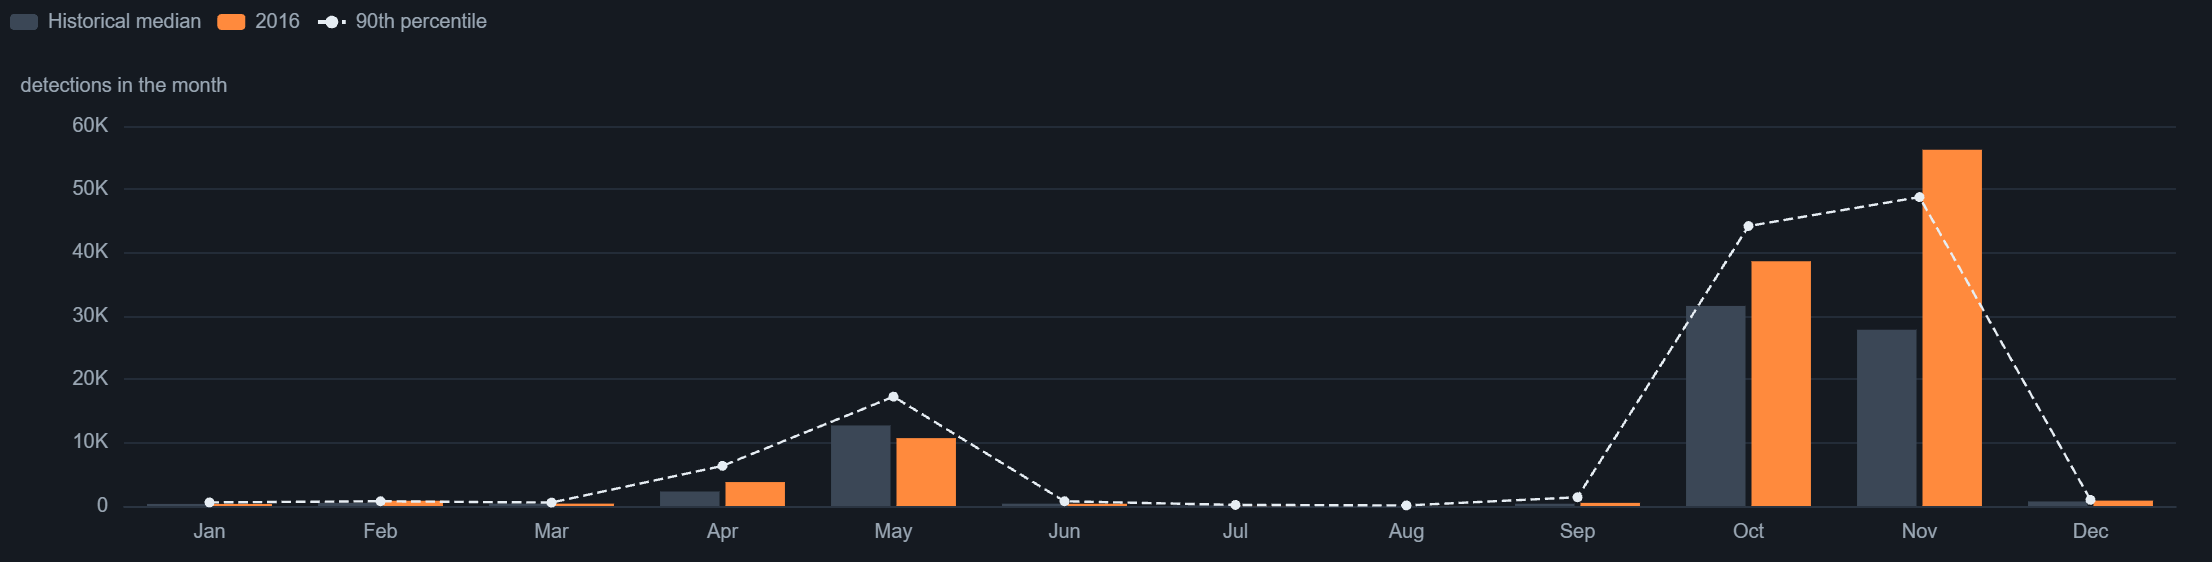 Historical median 2016 90th percentile
detections in the month
60K
50K
40K
30K
20K
10K
0
Jan Feb Mar Apr May Jun Jul Aug Sep Oct Nov Dec